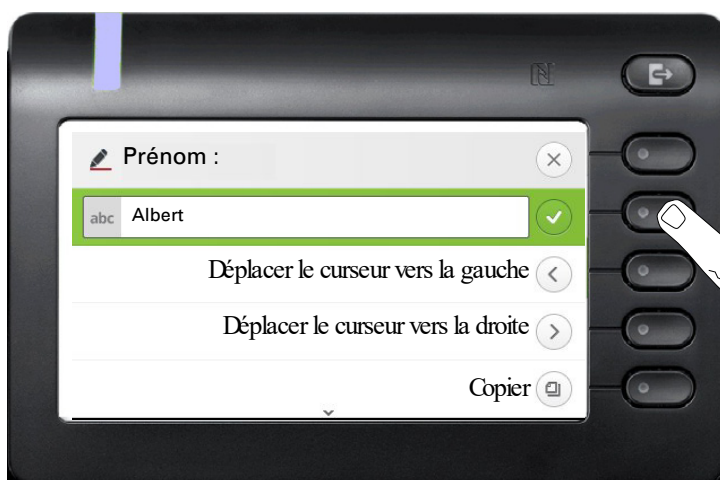 Prénom :
abc Albert
Déplacer le curseur vers la gauche
Déplacer le curseur vers la droite
Copier